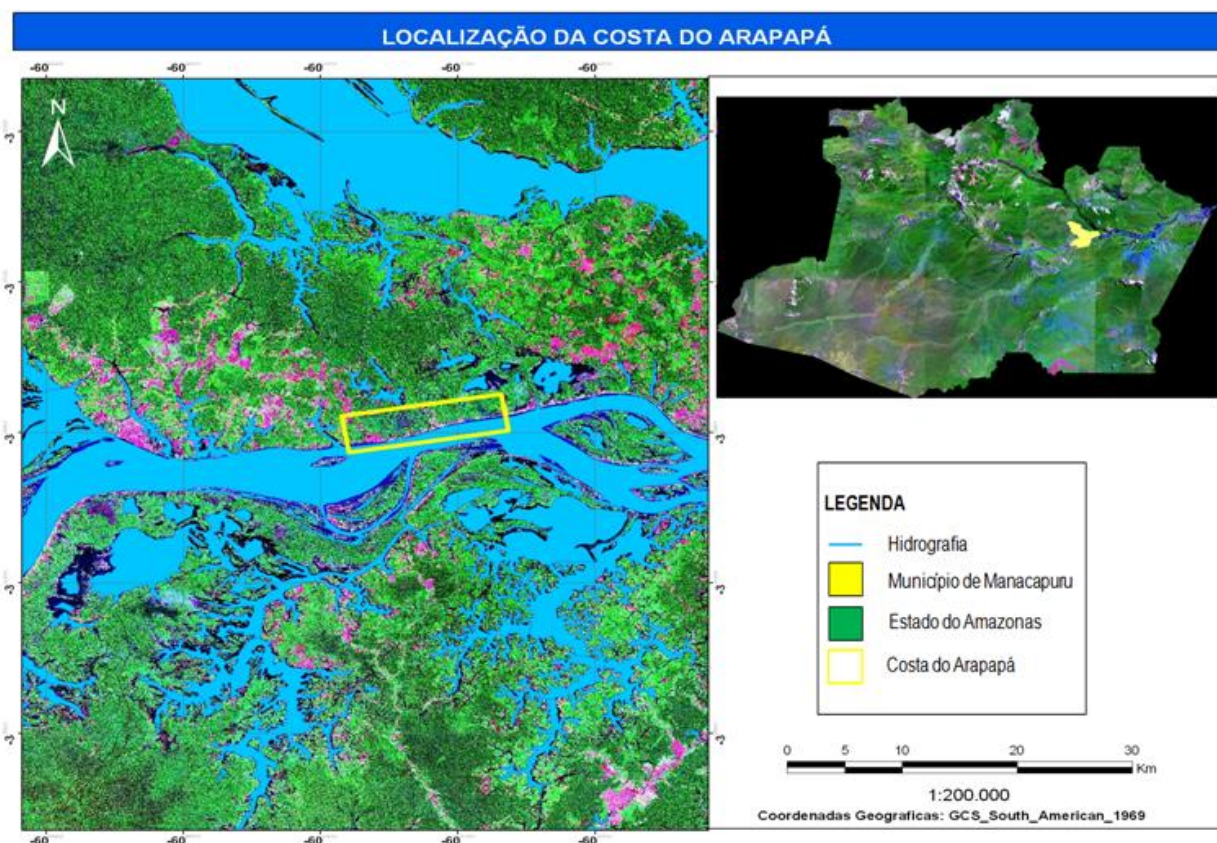 LOCALIZAÇÃO DA COSTA DO ARAPAPÁ
-60 -60 -60 -60 -60
N
-3 -3
-3 -3
-3 -3
-3 -3
-3 -3
-60 -60 -60 -60 -60
LEGENDA
Hidrografia
Município de Manacapuru
Estado do Amazonas
Costa do Arapapá
0 5 10 20 30
Km
1:200.000
Coordenadas Geograficas: GCS_South_American_1969